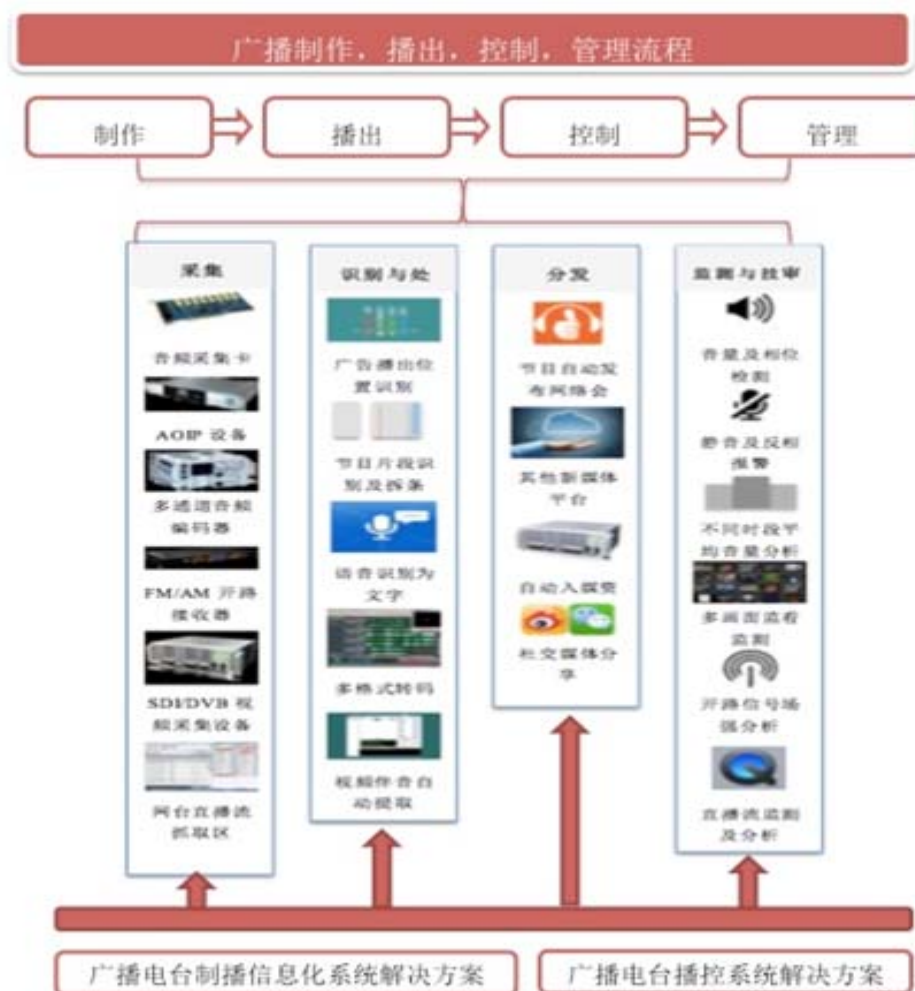 广播制作，播出，控制，管理流程
制作
播出
控制
管理
采集
音频采集卡
AOIP 设备
多通道音频
编码器
FM/AM 开路
接收器
SDI/DVB 视
频采集设备
网台直播流
抓取区
识别与处
广告播出位
置识别
节目片段识
别及拆条
语音识别为
文字
多格式转码
视频伴音自
动提取
分发
节目自动发
布网络会
其他新媒体
平台
自动入媒资
社交媒体分
享
监测与技审
音量及相位
检测
静音及反相
报警
不同时段平
均音量分析
多画面监看
监测
开路信号场
强分析
直播流监测
及分析
广播电台制播信息化系统解决方案
广播电台播控系统解决方案